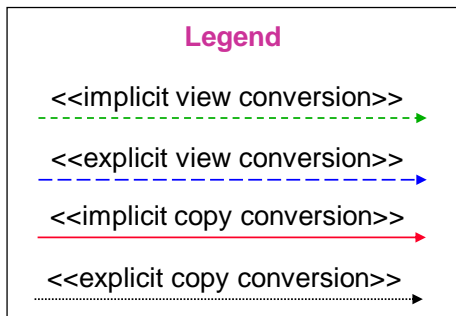 Legend
<<implicit view conversion>>
<<explicit view conversion>>
<<implicit copy conversion>>
<<explicit copy conversion>>